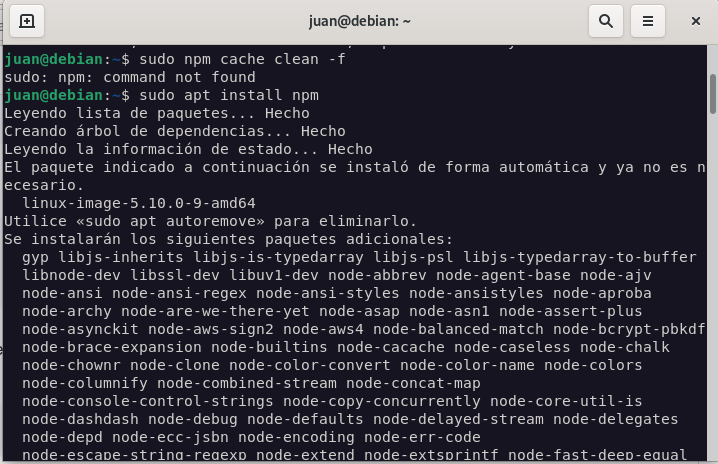 juan@debian: ~
juan@debian:~$ sudo npm cache clean -f
sudo: npm: command not found
juan@debian:~$ sudo apt install npm
Leyendo lista de paquetes... Hecho
Creando árbol de dependencias... Hecho
Leyendo la información de estado... Hecho
El paquete indicado a continuación se instaló de forma automática y ya no es n
ecesario.
  linux-image-5.10.0-9-amd64
Utilice «sudo apt autoremove» para eliminarlo.
Se instalarán los siguientes paquetes adicionales:
  gyp libjs-inherits libjs-is-typedarray libjs-psl libjs-typedarray-to-buffer
  libnode-dev libssl-dev libuv1-dev node-abbrev node-agent-base node-ajv
  node-ansi node-ansi-regex node-ansi-styles node-ansistyles node-aproba
  node-archy node-are-we-there-yet node-asap node-asn1 node-assert-plus
  node-asynckit node-aws-sign2 node-aws4 node-balanced-match node-bcrypt-pbkdf
  node-brace-expansion node-builtins node-cacache node-caseless node-chalk
  node-chownr node-clone node-color-convert node-color-name node-colors
  node-columnify node-combined-stream node-concat-map
  node-console-control-strings node-copy-concurrently node-core-util-is
  node-dashdash node-debug node-defaults node-delayed-stream node-delegates
  node-depd node-ecc-jsbn node-encoding node-err-code
  node-escape-string-regexp node-extend node-extsprintf node-fast-deep-equal